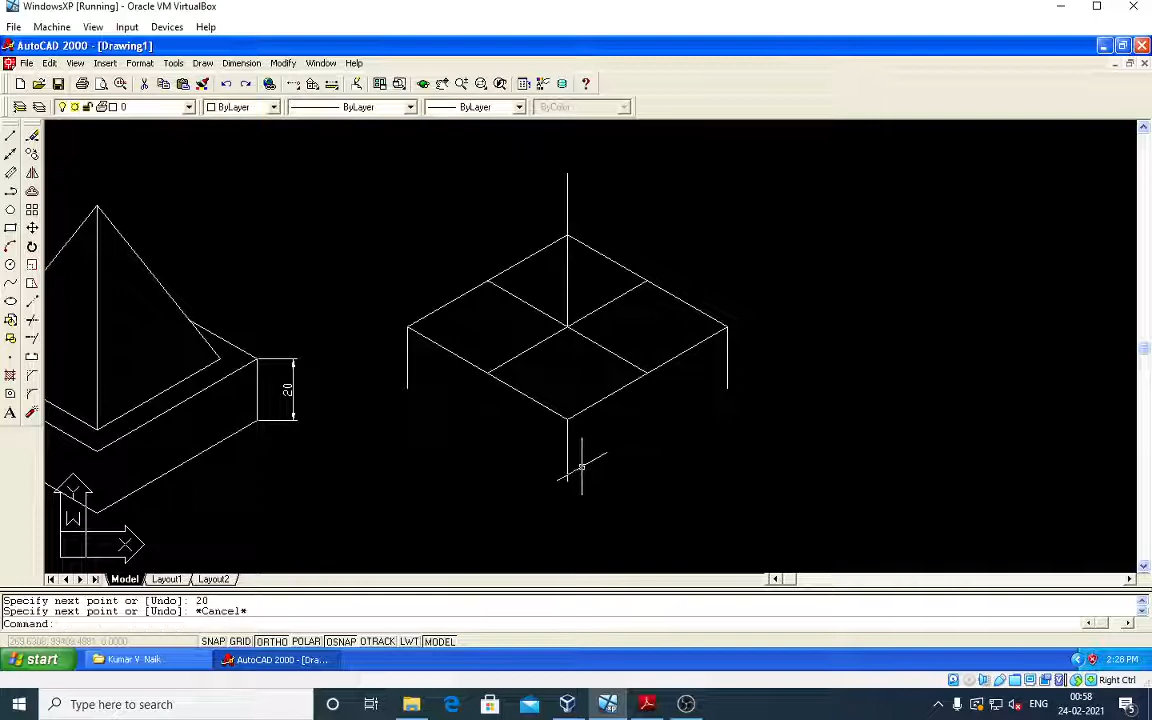 WindowsXP [Running] - Oracle VM VirtualBox
File Machine View Input Devices Help
AutoCAD 2000 - [Drawing1]
File Edit View Insert Format Tools Draw Dimension Modify Window Help
0 ByLayer ByLayer ByLayer ByColor
A
20
Y
W
X
Model Layout1 Layout2
Specify next point or [Undo]: 20
Specify next point or [Undo]: *Cancel*
Command:
SNAP GRID ORTHO POLAR OSNAP OTRACK LWT MODEL
start Kumar V Naik AutoCAD 2000 - [Dra... 2:28 PM
Right Ctrl
Type here to search ENG 00:58 24-02-2021 5